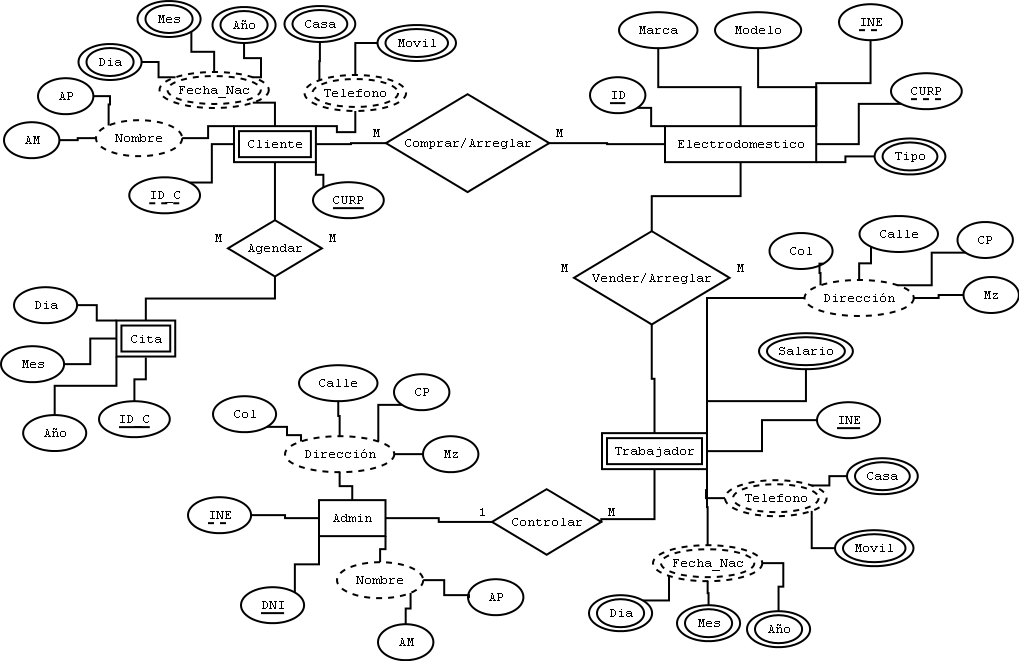 Mes
Año
Casa
Movil
Dia
Fecha_Nac
Telefono
AP
AM
Nombre
Cliente
ID_C
CURP
M
Comprar/Arreglar
M
Marca
Modelo
INE
ID
CURP
Electrodomestico
Tipo
M
Agendar
M
M
Vender/Arreglar
M
Col
Calle
CP
Dirección
Mz
Dia
Cita
Mes
Año
ID_C
Salario
Calle
CP
Col
Dirección
Mz
INE
Trabajador
Casa
Telefono
Movil
INE
Admin
1
Controlar
M
Fecha_Nac
Nombre
AP
DNI
AM
Dia
Mes
Año